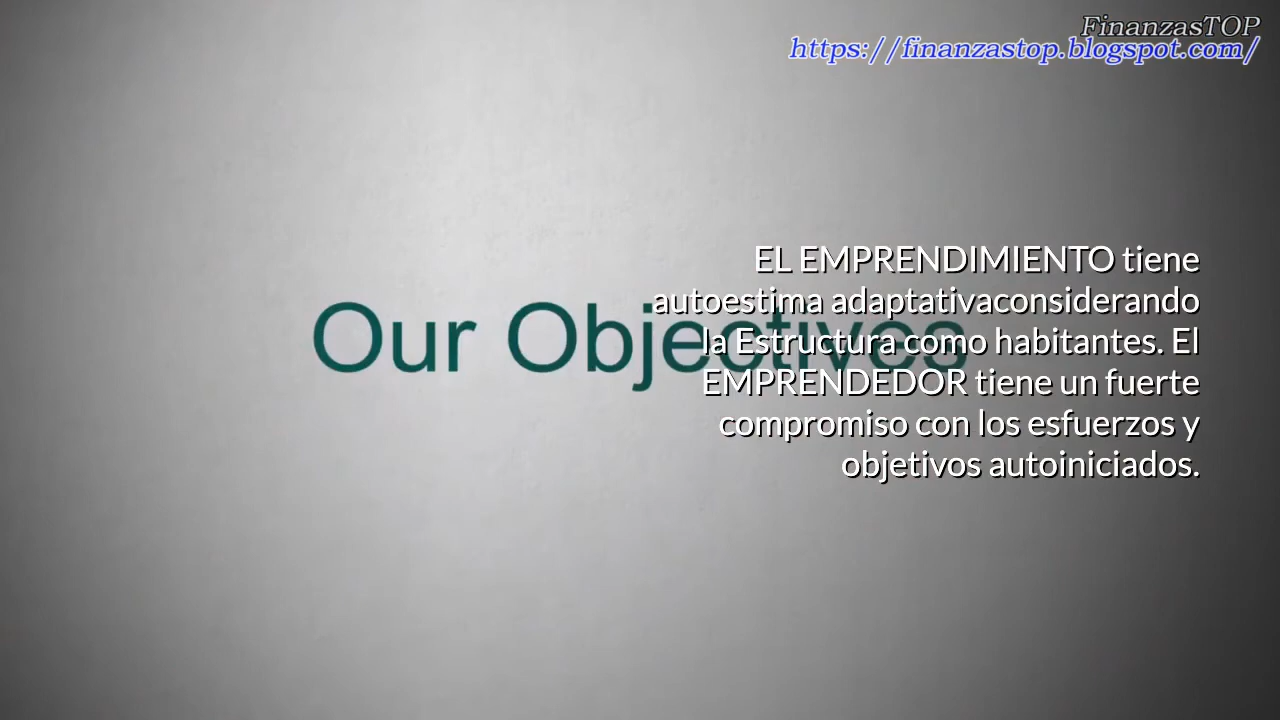 FinanzasTOP
https://finanzastop.blogspot.com/
EL EMPRENDIMIENTO tiene
autoestima adaptativaconsiderando
Our Objectives
la Estructura como habitantes. El
EMPRENDEDOR tiene un fuerte
compromiso con los esfuerzos y
objetivos autoiniciados.